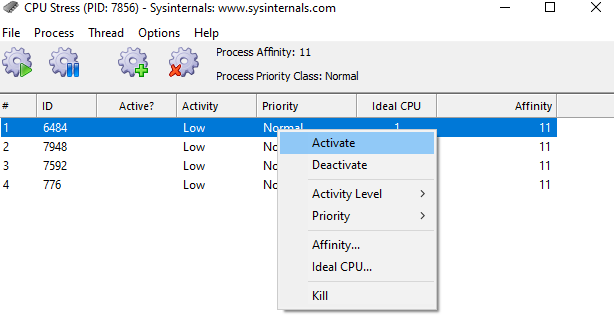 CPU Stress (PID: 7856) - Sysinternals: www.sysinternals.com
File Process Thread Options Help
Process Affinity: 11
Process Priority Class: Normal
# ID Active? Activity Priority Ideal CPU Affinity
1 6484 Low Normal 1 11
2 7948 Low No 11
3 7592 Low No 11
4 776 Low No 11
Activate
Deactivate
Activity Level
Priority
Affinity...
Ideal CPU...
Kill